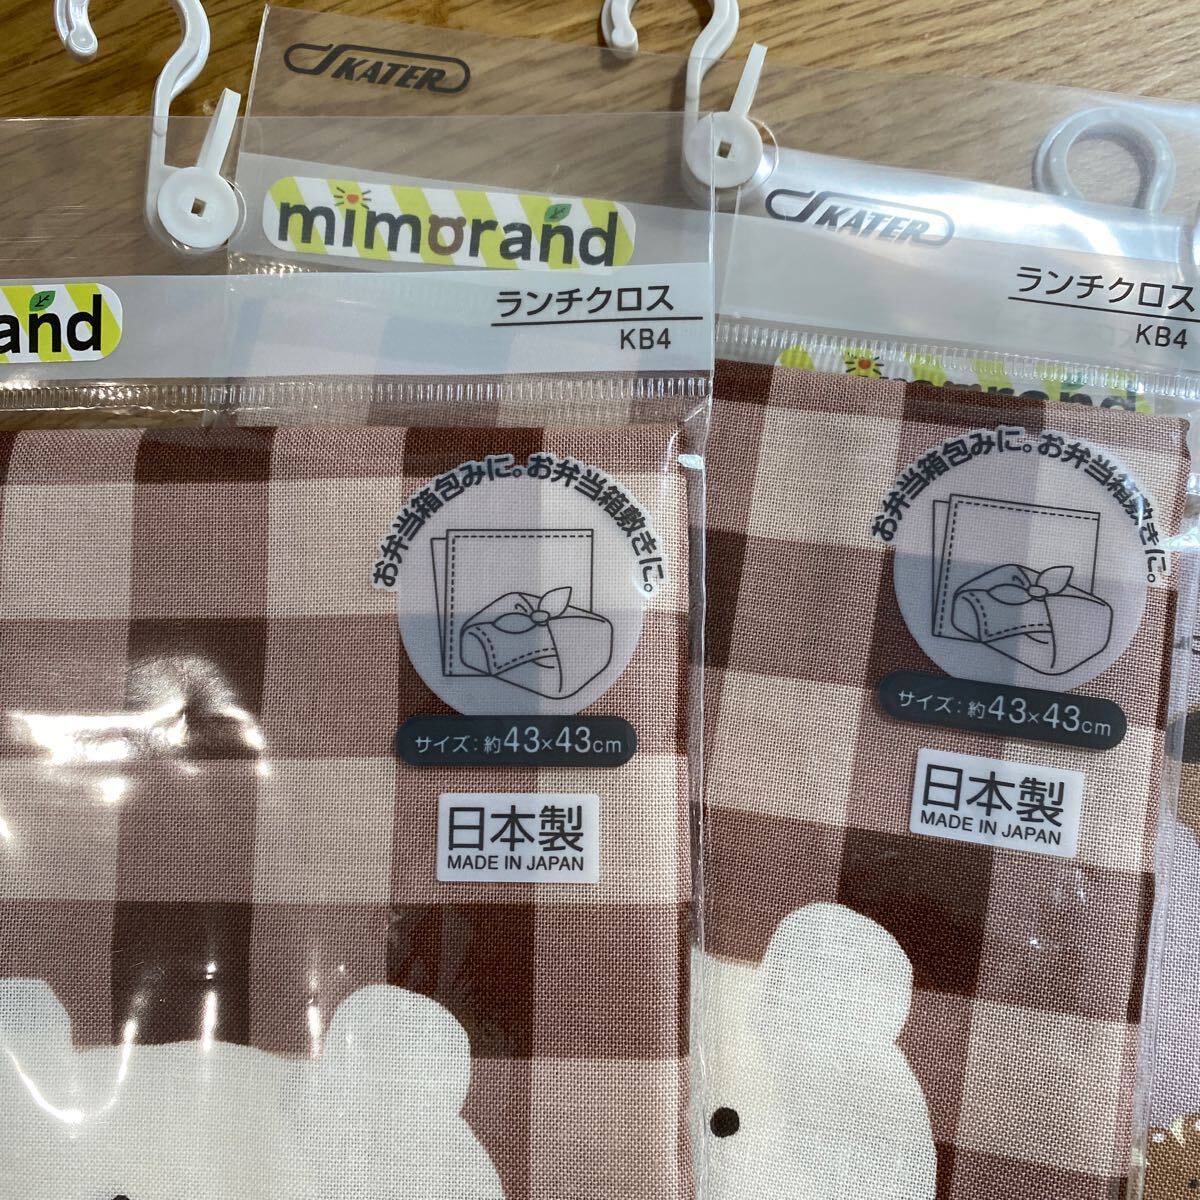 SKATER
mimorand
rand
ランチクロス
KB4
お弁当箱包みに。お弁当箱敷きに。
サイズ:約43×43cm
日本製
MADE IN JAPAN
SKATER
ランチクロス
KB4
mimorand
お弁当箱包みに。お弁当箱敷きに。
サイズ:約43×43cm
日本製
MADE IN JAPAN